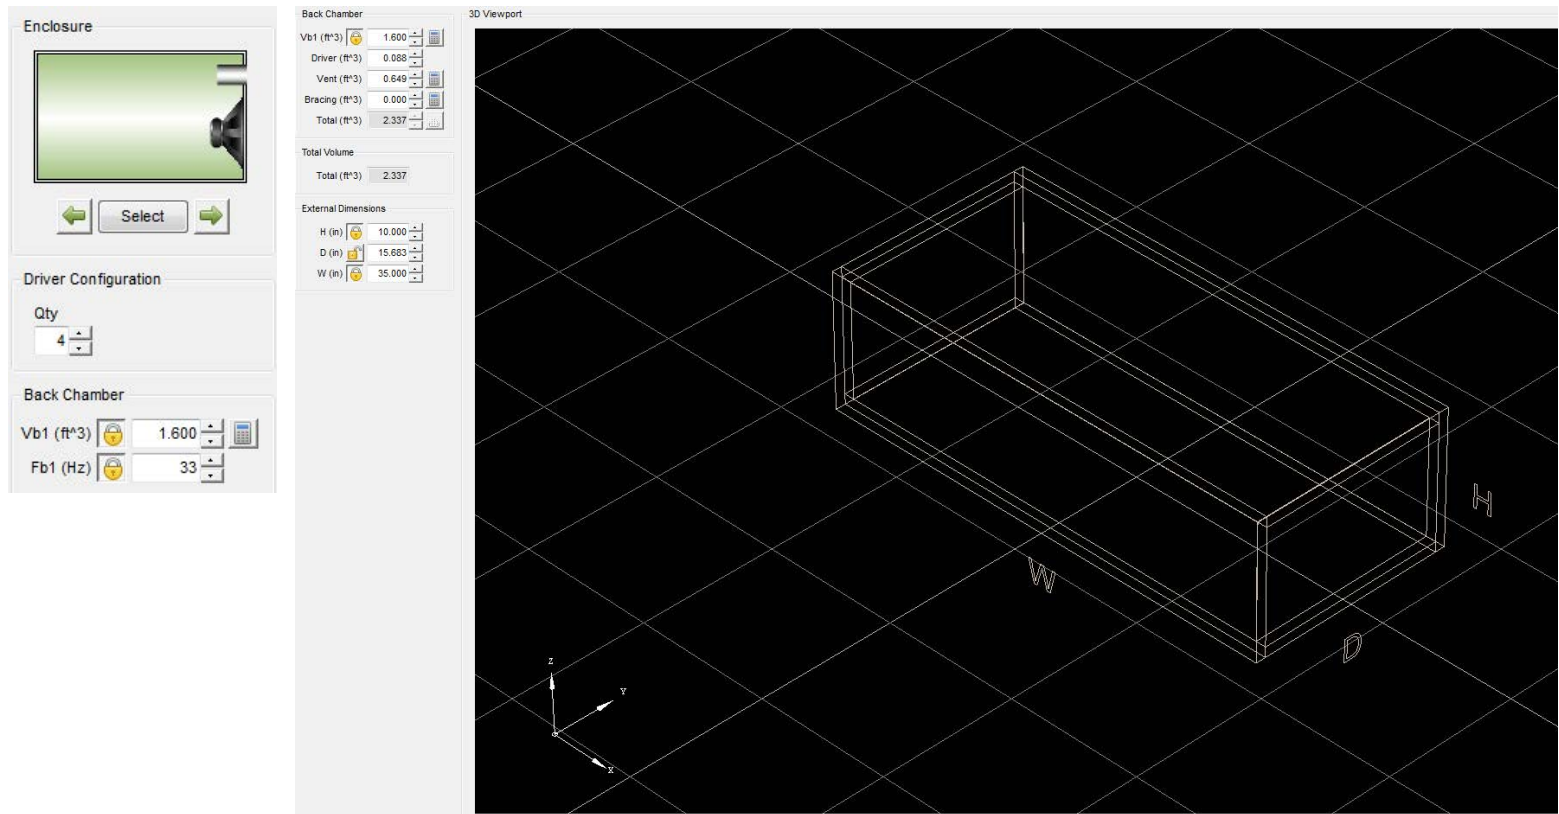 Enclosure
Select
Driver Configuration
Qty
4
Back Chamber
Vb1 (ft^3) 1.600
Fb1 (Hz) 33
Back Chamber
Vb1 (ft^3) 1.600
Driver (ft^3) 0.088
Vent (ft^3) 0.649
Bracing (ft^3) 0.000
Total (ft^3) 2.337
Total Volume
Total (ft^3) 2.337
External Dimensions
H (in) 10.000
D (in) 15.683
W (in) 35.000
3D Viewport
H
W
D
Z
Y
X